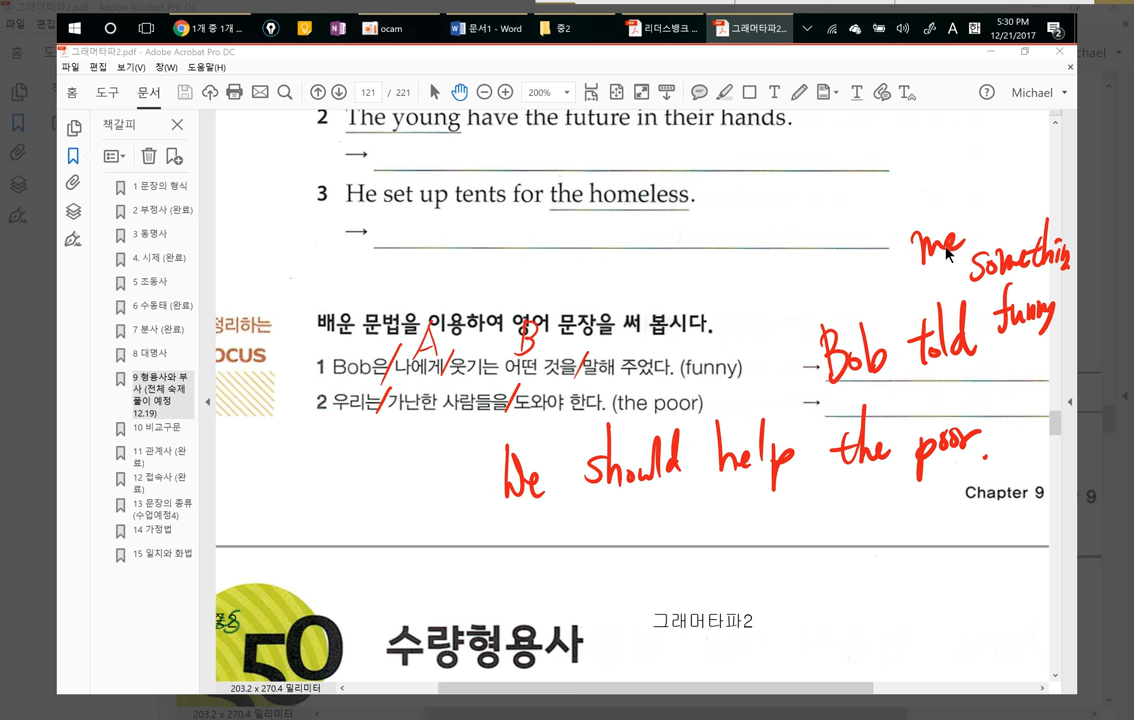 1개 중 1개 ...
ocam
문서1 - Word
중2
리더스뱅크 ...
그래머타파2...
A
한
5:30 PM
12/21/2017
2
그래머타파2.pdf - Adobe Acrobat Pro DC
파일 편집 보기(V) 창(W) 도움말(H)
홈 도구 문서
121 / 221
200%
Michael
책갈피
1 문장의 형식
2 부정사 (완료)
3 동명사
4. 시제 (완료)
5 조동사
6 수동태 (완료)
7 분사 (완료)
8 대명사
9 형용사와 부
사 (전체 숙제
풀이 예정
12.19)
10 비교구문
11 관계사 (완
료)
12 접속사 (완
료)
13 문장의 종류
(수업예정4)
14 가정법
15 일치와 화법
2 The young have the future in their hands.
→
3 He set up tents for the homeless.
→
me something
funny
정리하는
OCUS
배운 문법을 이용하여 영어 문장을 써 봅시다.
A B
1 Bob은 / 나에게 / 웃기는 어떤 것을 / 말해 주었다. (funny) → Bob told
2 우리는 / 가난한 사람들을 / 도와야 한다. (the poor) →
We should help the poor.
Chapter 9
50
수량형용사
그래머타파2
203.2 x 270.4 밀리미터